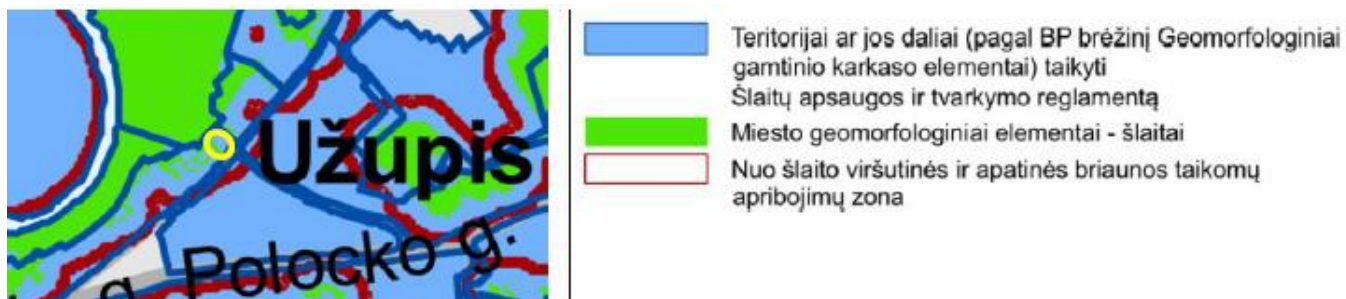 Užupis
g. Polocko g.
Teritorijai ar jos daliai (pagal BP brėžinį Geomorfologiniai
gamtinio karkaso elementai) taikyti
Šlaitų apsaugos ir tvarkymo reglamentą
Miesto geomorfologiniai elementai - šlaitai
Nuo šlaito viršutinės ir apatinės briaunos taikomų
apribojimų zona